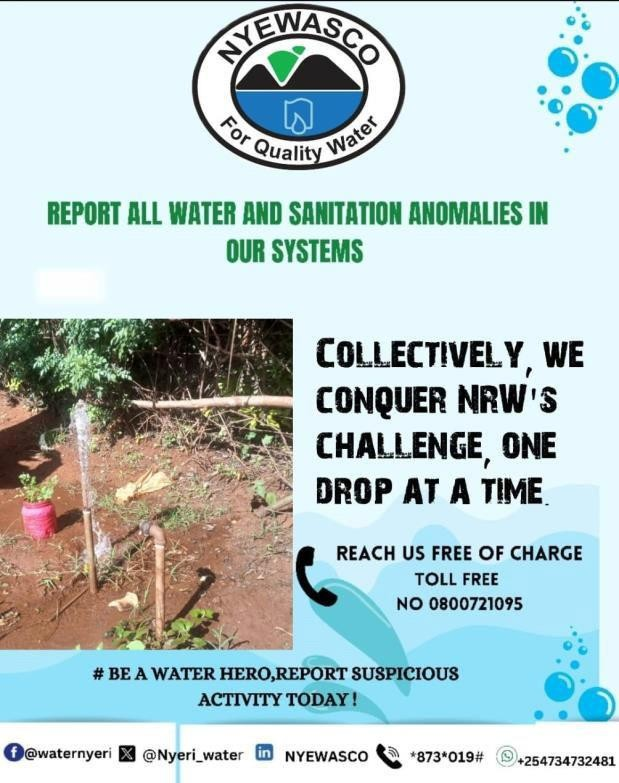 NYEWASCO
For Quality Water
REPORT ALL WATER AND SANITATION ANOMALIES IN
OUR SYSTEMS
COLLECTIVELY, WE
CONQUER NRW'S
CHALLENGE, ONE
DROP AT A TIME.
REACH US FREE OF CHARGE
TOLL FREE
NO 0800721095
# BE A WATER HERO,REPORT SUSPICIOUS
ACTIVITY TODAY !
@waternyeri @Nyeri_water in NYEWASCO *873*019# +254734732481